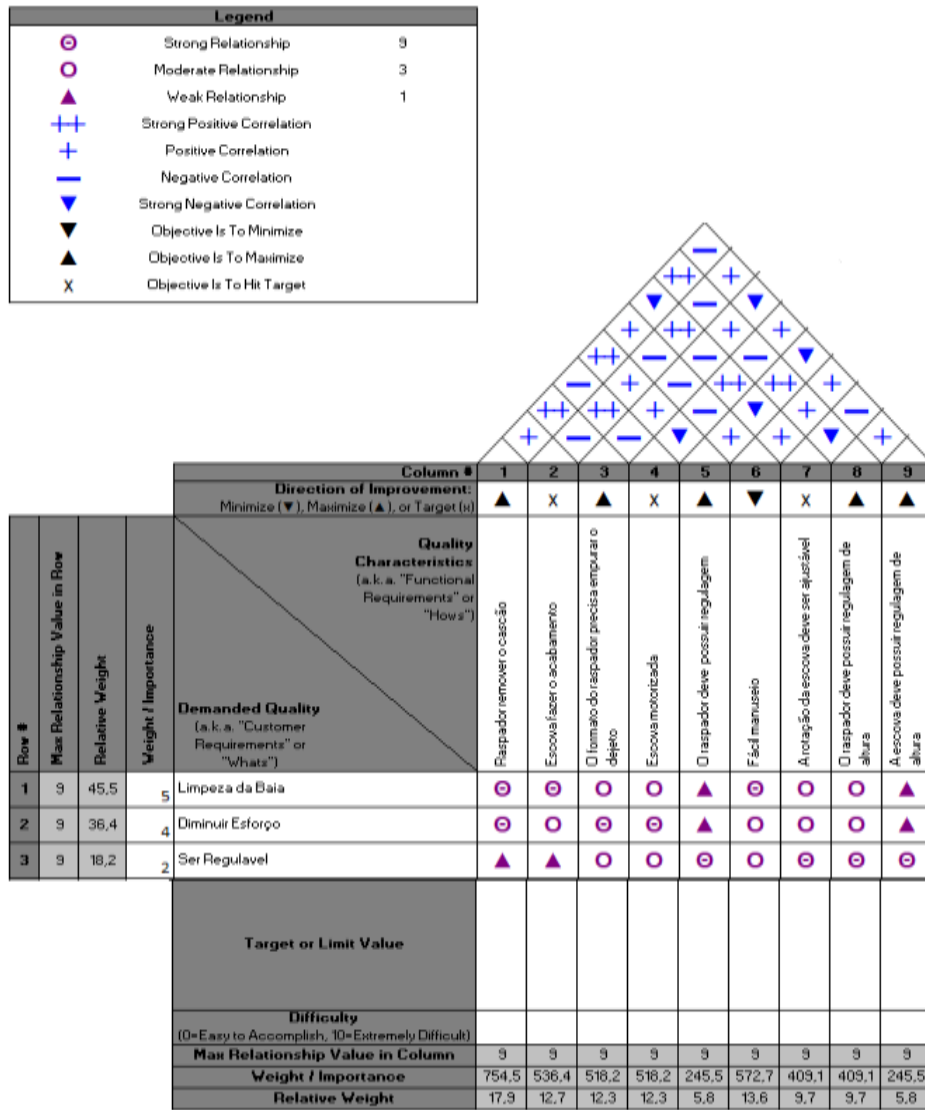 Legend
Strong Relationship 9
Moderate Relationship 3
Weak Relationship 1
Strong Positive Correlation
Positive Correlation
Negative Correlation
Strong Negative Correlation
Objective Is To Minimize
Objective Is To Maximize
X Objective Is To Hit Target
Column # 1 2 3 4 5 6 7 8 9
Direction of Improvement:
Minimize (▼), Maximize (▲), or Target (x) ▲ x ▲ x ▲ ▼ x ▲ ▲
Row #
Max Relationship Value in Row
Relative Weight
Weight / Importance
Quality
Characteristics
(a.k.a. "Functional
Requirements" or
"Hows")
Demanded Quality
(a.k.a. "Customer
Requirements" or
"Whats")
Raspador remover o cascão
Escova fazer o acabamento
O formato do raspador precisa empurar o
dejeto
Escova motorizada
O raspador deve possuir regulagem
Fácil manuseio
A rotação da escova deve ser ajustável
O raspador deve possuir regulagem de
altura
A escova deve possuir regulagem de
altura
1 9 45,5 5 Limpeza da Baia
2 9 36,4 4 Diminuir Esforço
3 9 18,2 2 Ser Regulavel
Target or Limit Value
Difficulty
(0=Easy to Accomplish, 10=Extremely Difficult)
Max Relationship Value in Column 9 9 9 9 9 9 9 9 9
Weight / Importance 754,5 536,4 518,2 518,2 245,5 572,7 409,1 409,1 245,5
Relative Weight 17,9 12,7 12,3 12,3 5,8 13,6 9,7 9,7 5,8